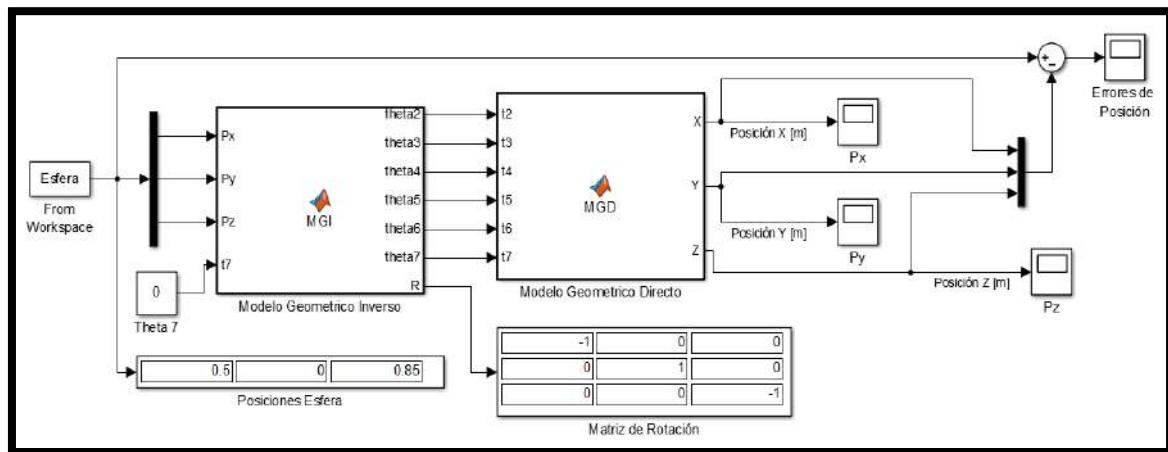 Esfera
From
Workspace
0
Theta 7
Px
Py
Pz
t7
MGI
theta2
theta3
theta4
theta5
theta6
theta7
R
Modelo Geometrico Inverso
t2
t3
t4
t5
t6
t7
MGD
X
Y
Z
Modelo Geometrico Directo
Posición X [m]
Px
Posición Y [m]
Py
Posición Z [m]
Pz
+
-
Errores de
Posición
0.5 0 0.85
Posiciones Esfera
-1 0 0
0 1 0
0 0 -1
Matriz de Rotación